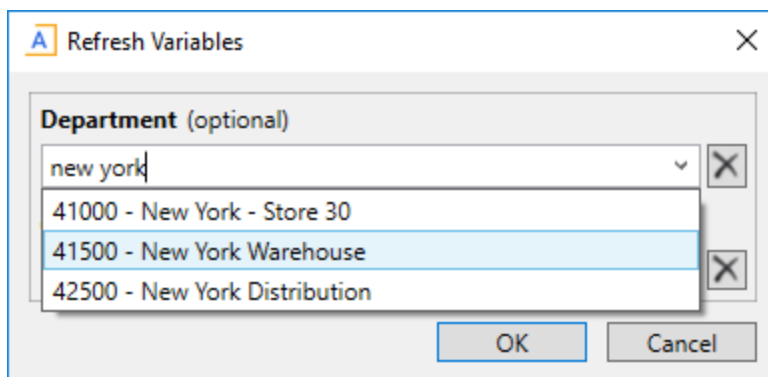 A Refresh Variables
Department (optional)
new york
41000 - New York - Store 30
41500 - New York Warehouse
42500 - New York Distribution
OK Cancel